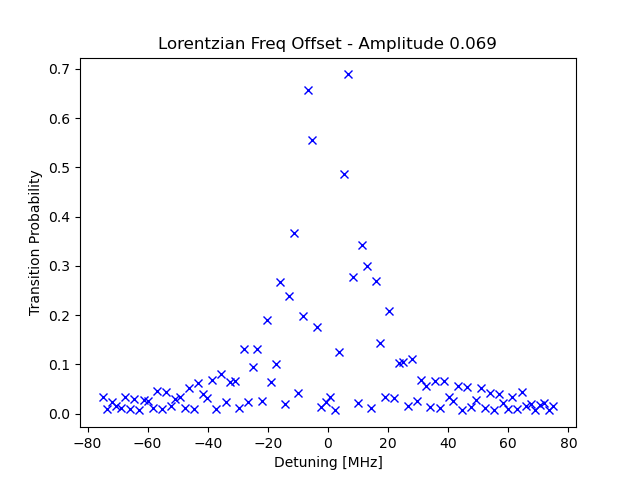 Lorentzian Freq Offset - Amplitude 0.069
0.7
0.6
0.5
0.4
0.3
0.2
0.1
0.0
Transition Probability
−80 −60 −40 −20 0 20 40 60 80
Detuning [MHz]